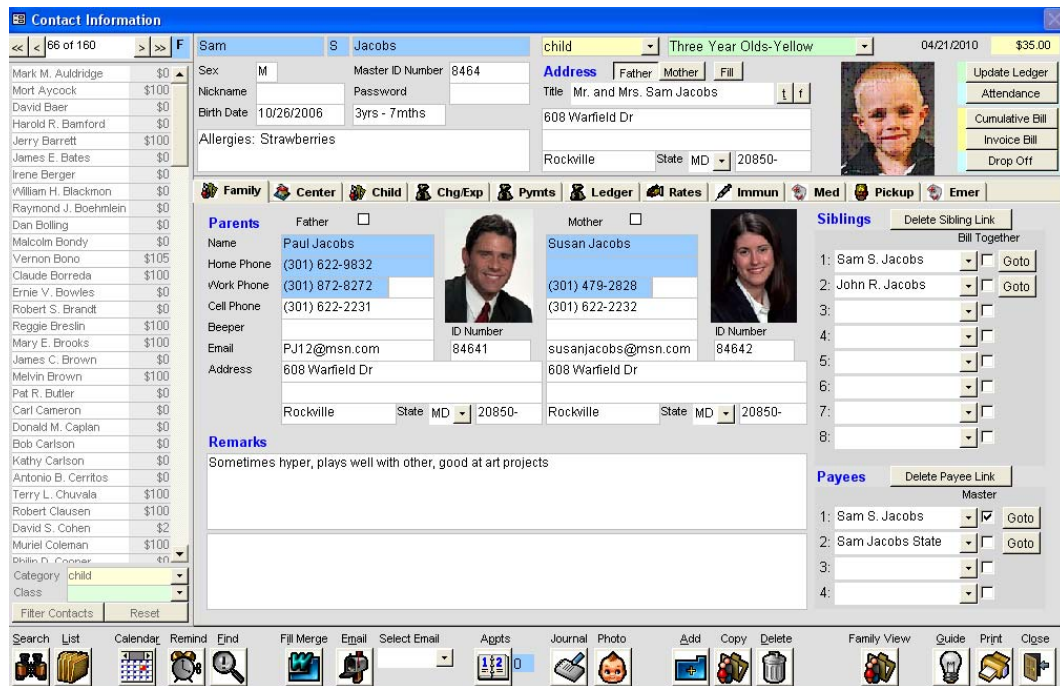 Contact Information
<< < 66 of 160 > >> F
Sam S Jacobs child Three Year Olds-Yellow 04/21/2010 $35.00
Mark M. Auldridge $0
Mort Aycock $100
David Baer $0
Harold R. Bamford $0
Jerry Barrett $100
James E. Bates $0
Irene Berger $0
William H. Blackmon $0
Raymond J. Boehmlein $0
Dan Bolling $0
Malcolm Bondy $0
Vernon Bono $105
Claude Borreda $100
Ernie V. Bowles $0
Robert S. Brandt $0
Reggie Breslin $100
Mary E. Brooks $100
James C. Brown $0
Melvin Brown $100
Pat R. Butler $0
Carl Cameron $0
Donald M. Caplan $0
Bob Carlson $0
Kathy Carlson $0
Antonio B. Cerritos $0
Terry L. Chuvala $100
Robert Clausen $100
David S. Cohen $2
Muriel Coleman $100
Philip D. Cooper $0
Category child
Class
Filter Contacts Reset
Sex M Master ID Number 8464
Nickname Password
Birth Date 10/26/2006 3yrs - 7mths
Allergies: Strawberries
Address Father Mother Fill
Title Mr. and Mrs. Sam Jacobs t f
608 Warfield Dr
Rockville State MD 20850-
Update Ledger
Attendance
Cumulative Bill
Invoice Bill
Drop Off
Family Center Child Chg/Exp Pymts Ledger Rates Immun Med Pickup Emer
Parents Father Mother
Name Paul Jacobs Susan Jacobs
Home Phone (301) 622-9832
Work Phone (301) 872-8272 (301) 479-2828
Cell Phone (301) 622-2231 (301) 622-2232
Beeper ID Number ID Number
Email PJ12@msn.com 84641 susanjacobs@msn.com 84642
Address 608 Warfield Dr 608 Warfield Dr
Rockville State MD 20850- Rockville State MD 20850-
Remarks
Sometimes hyper, plays well with other, good at art projects
Siblings Delete Sibling Link
Bill Together
1: Sam S. Jacobs Goto
2: John R. Jacobs Goto
3:
4:
5:
6:
7:
8:
Payees Delete Payee Link
Master
1: Sam S. Jacobs Goto
2: Sam Jacobs State Goto
3:
4:
Search List Calendar Remind Find Fill Merge Email Select Email Appts Journal Photo Add Copy Delete Family View Guide Print Close
1 2 0